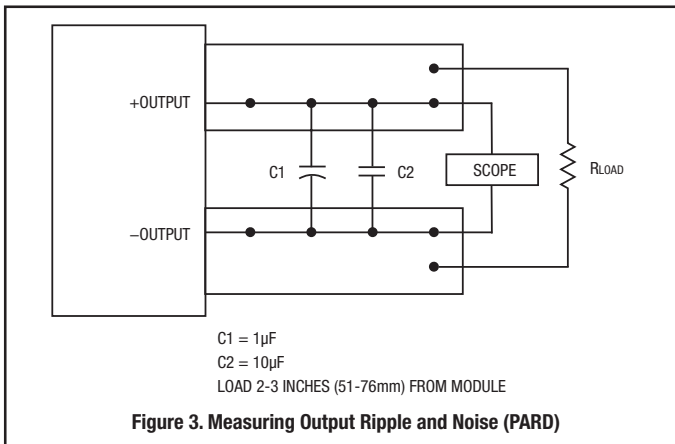 +OUTPUT
C1
C2
SCOPE
RLOAD
−OUTPUT
C1 = 1µF
C2 = 10µF
LOAD 2-3 INCHES (51-76mm) FROM MODULE
Figure 3. Measuring Output Ripple and Noise (PARD)